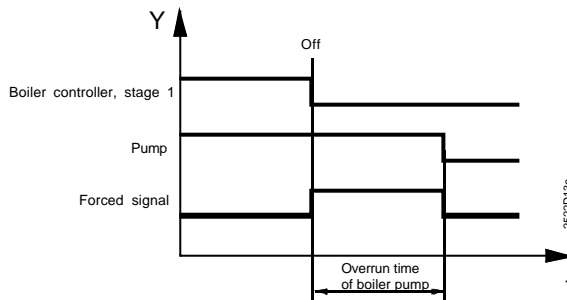 Y
Off
Boiler controller, stage 1
Pump
Forced signal
Overrun time
of boiler pump